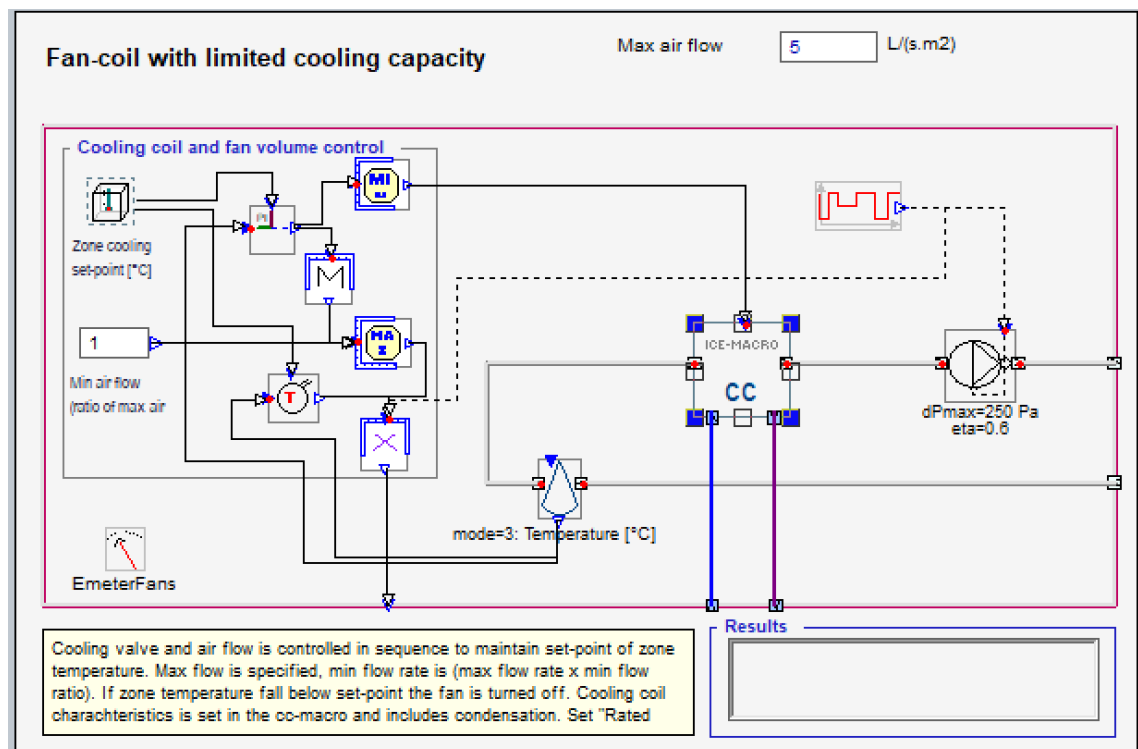 Max air flow
5
L/(s.m2)
Fan-coil with limited cooling capacity
Cooling coil and fan volume control
MI
PI
Zone cooling
set-point [°C]
M
1
MA
Min air flow
(ratio of max air
T
ICE-MACRO
CC
dPmax=250 Pa
eta=0.6
mode=3: Temperature [°C]
EmeterFans
Cooling valve and air flow is controlled in sequence to maintain set-point of zone
temperature. Max flow is specified, min flow rate is (max flow rate x min flow
ratio). If zone temperature fall below set-point the fan is turned off. Cooling coil
charachteristics is set in the cc-macro and includes condensation. Set "Rated
Results